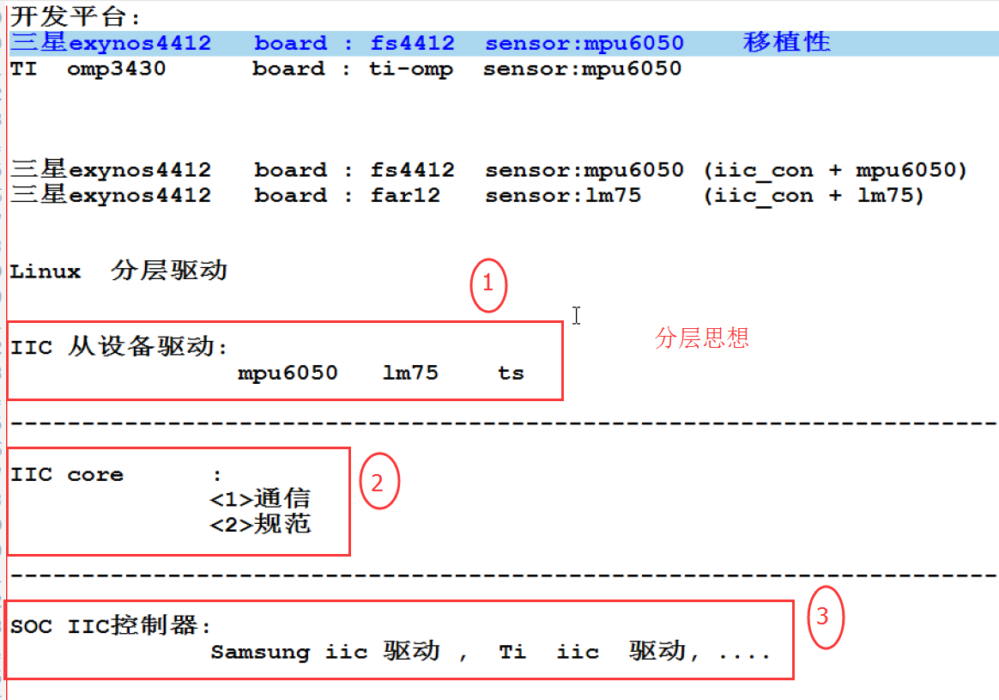 开发平台:
三星exynos4412 board : fs4412 sensor:mpu6050 移植性
TI omp3430 board : ti-omp sensor:mpu6050
三星exynos4412 board : fs4412 sensor:mpu6050 (iic_con + mpu6050)
三星exynos4412 board : far12 sensor:lm75 (iic_con + lm75)
Linux 分层驱动
1
分层思想
IIC 从设备驱动:
mpu6050 lm75 ts
--------------------------------------------------------------------
IIC core :
2
<1>通信
<2>规范
--------------------------------------------------------------------
3
SOC IIC控制器:
Samsung iic 驱动 , Ti iic 驱动, ....